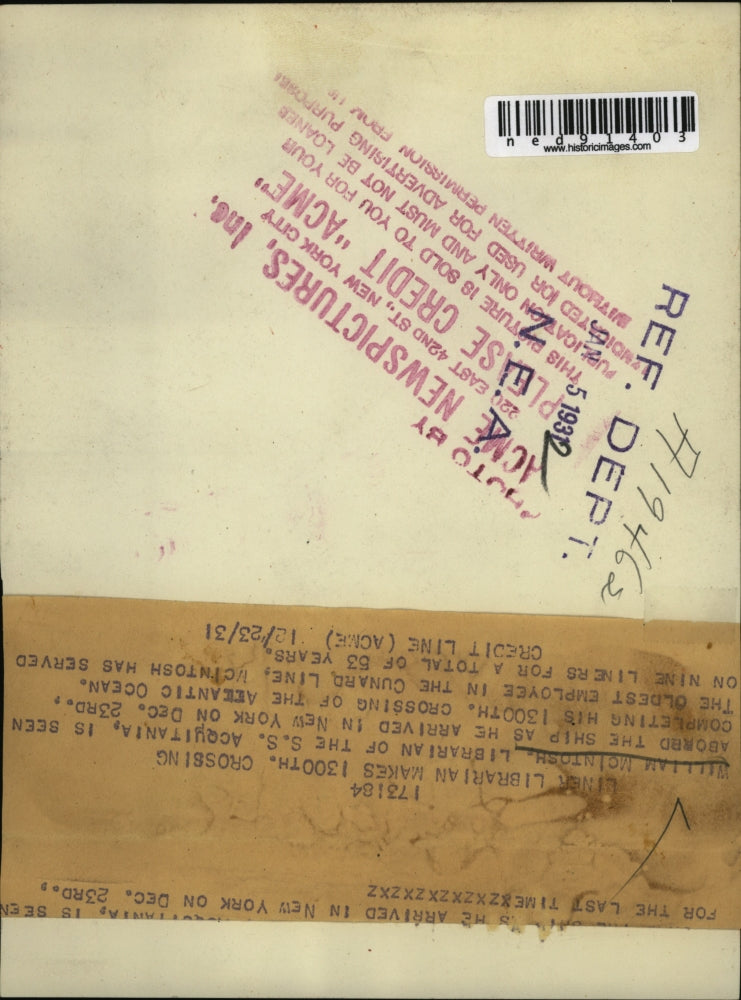 ned91403
www.historicimages.com
PHOTO BY
ACME NEWSPICTURES, Inc.
220 EAST 42ND ST., NEW YORK CITY
PLEASE CREDIT "ACME"
THIS PICTURE IS SOLD TO YOU FOR YOUR
PUBLICATION ONLY AND MUST NOT BE LOANED
SYNDICATED OR USED FOR ADVERTISING PURPOSES
WITHOUT WRITTEN PERMISSION FROM US
REF. DEPT.
JAN 5 1932
N.E.A.
A19462
173184
LINER LIBRARIAN MAKES 1300TH. CROSSING
WILLIAM MCINTOSH, LIBRARIAN OF THE S.S. ACQUITANIA, IS SEEN
ABORRD THE SHIP AS HE ARRIVED IN NEW YORK ON DEC. 23RD.,
COMPLETING HIS 1300TH. CROSSING OF THE ATLANTIC OCEAN.
THE OLDEST EMPLOYEE IN THE CUNARD LINE, MCINTOSH HAS SERVED
ON NINE LINERS FOR A TOTAL OF 53 YEARS.
CREDIT LINE (ACME) 12/23/31
HE ARRIVED IN NEW YORK ON DEC. 23RD.,
FOR THE LAST TIMEXZXZXZXZXZXZ